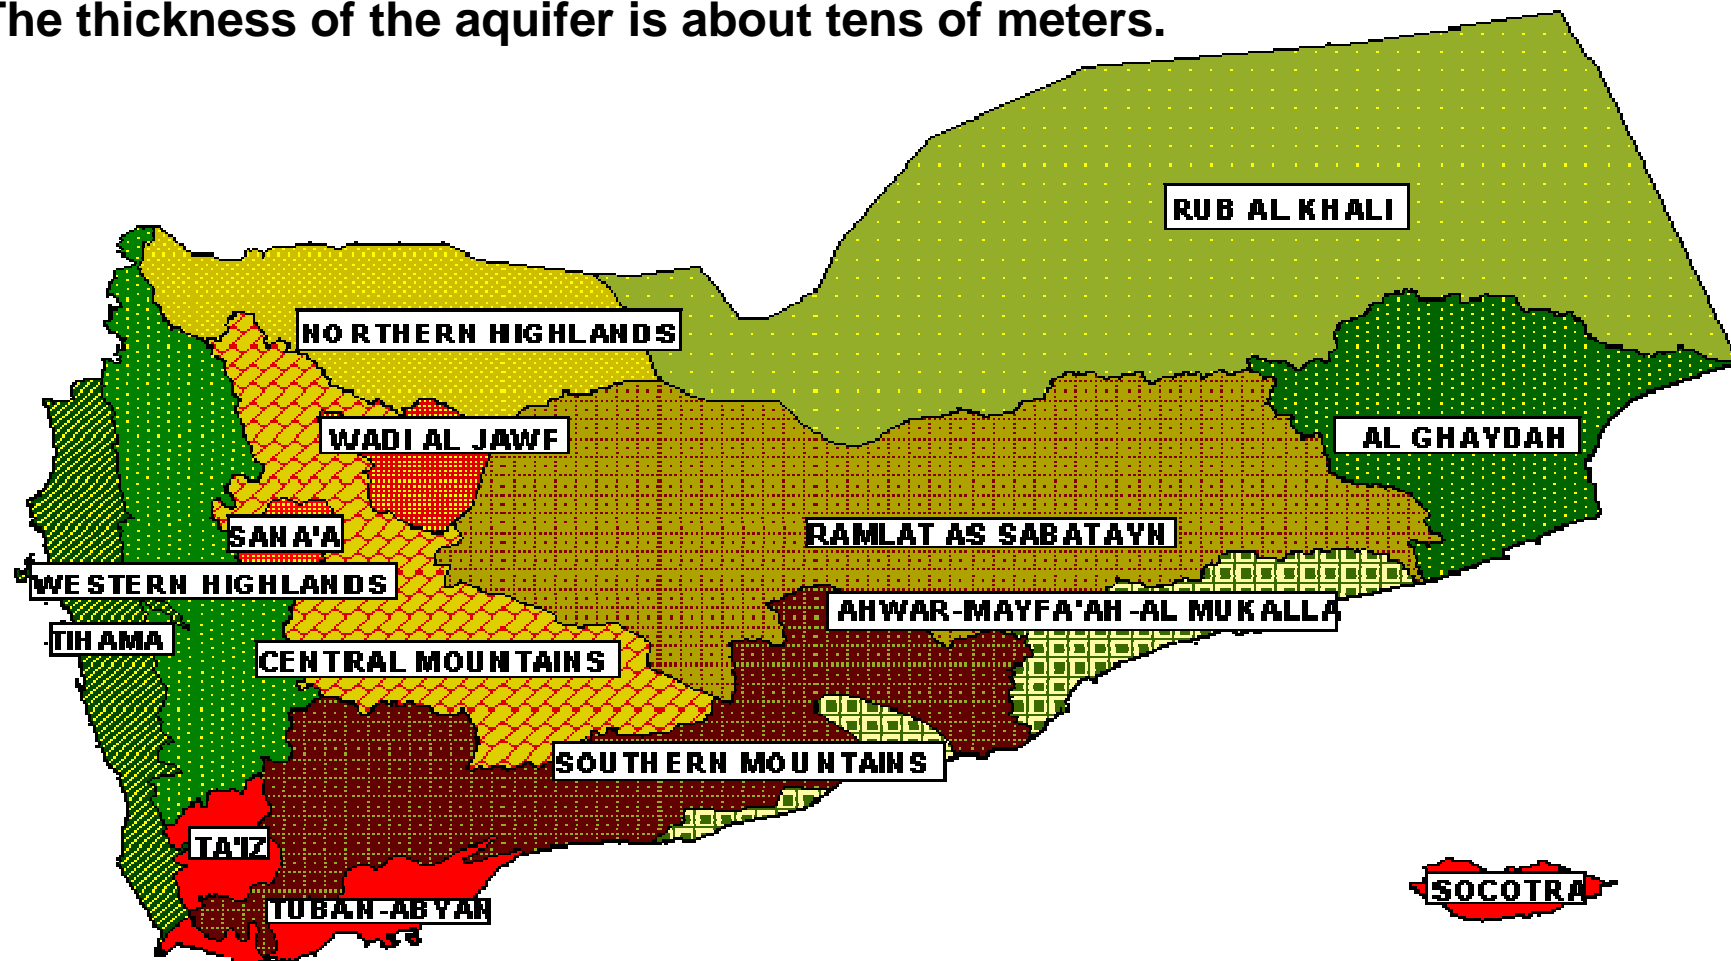 The thickness of the aquifer is about tens of meters.
RUB AL KHALI
NORTHERN HIGHLANDS
WADI AL JAWF
AL GHAYDAH
SANA'A
RAMLAT AS SABATAYN
WESTERN HIGHLANDS
AHWAR-MAYFA'AH-AL MUKALLA
TIHAMA
CENTRAL MOUNTAINS
SOUTHERN MOUNTAINS
TA'IZ
SOCOTRA
TUBAN-ABYAN